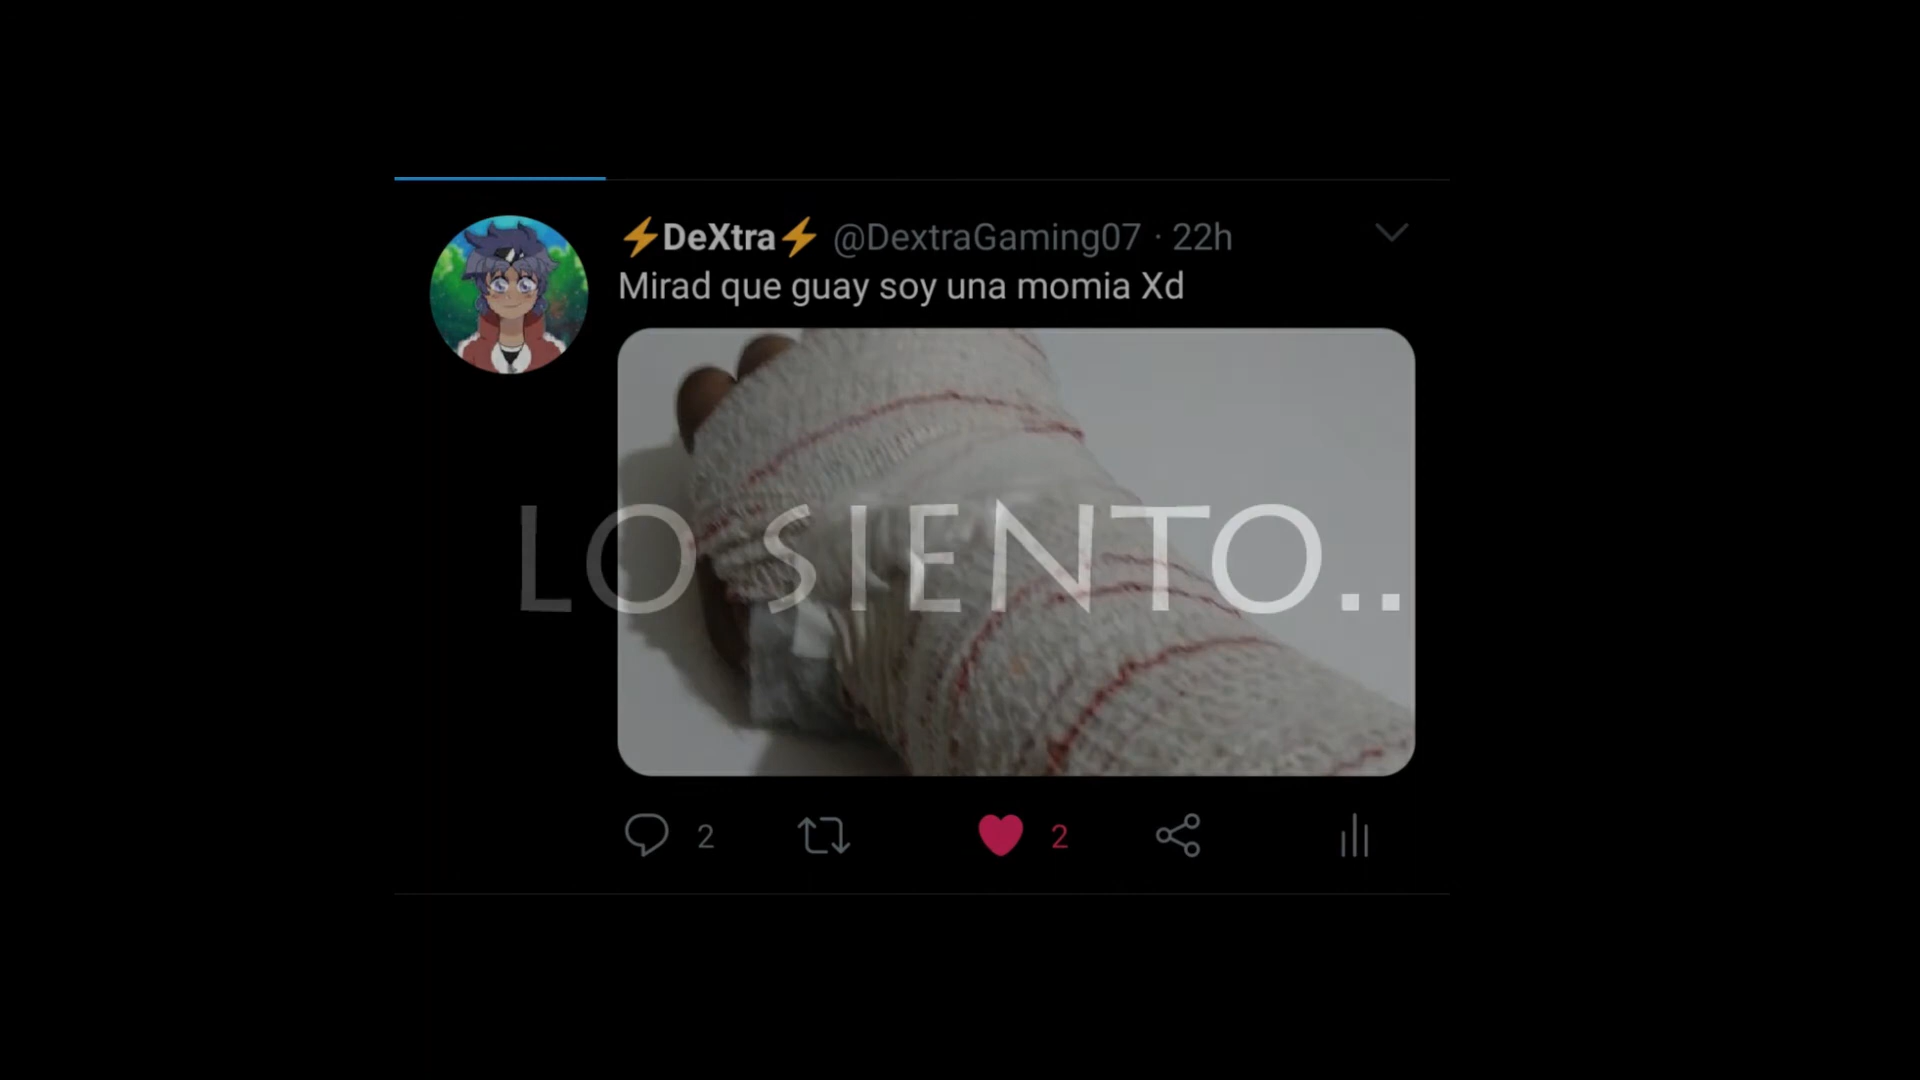 ⚡DeXtra⚡ @DextraGaming07 · 22h
Mirad que guay soy una momia Xd
LO SIENTO..
2 2